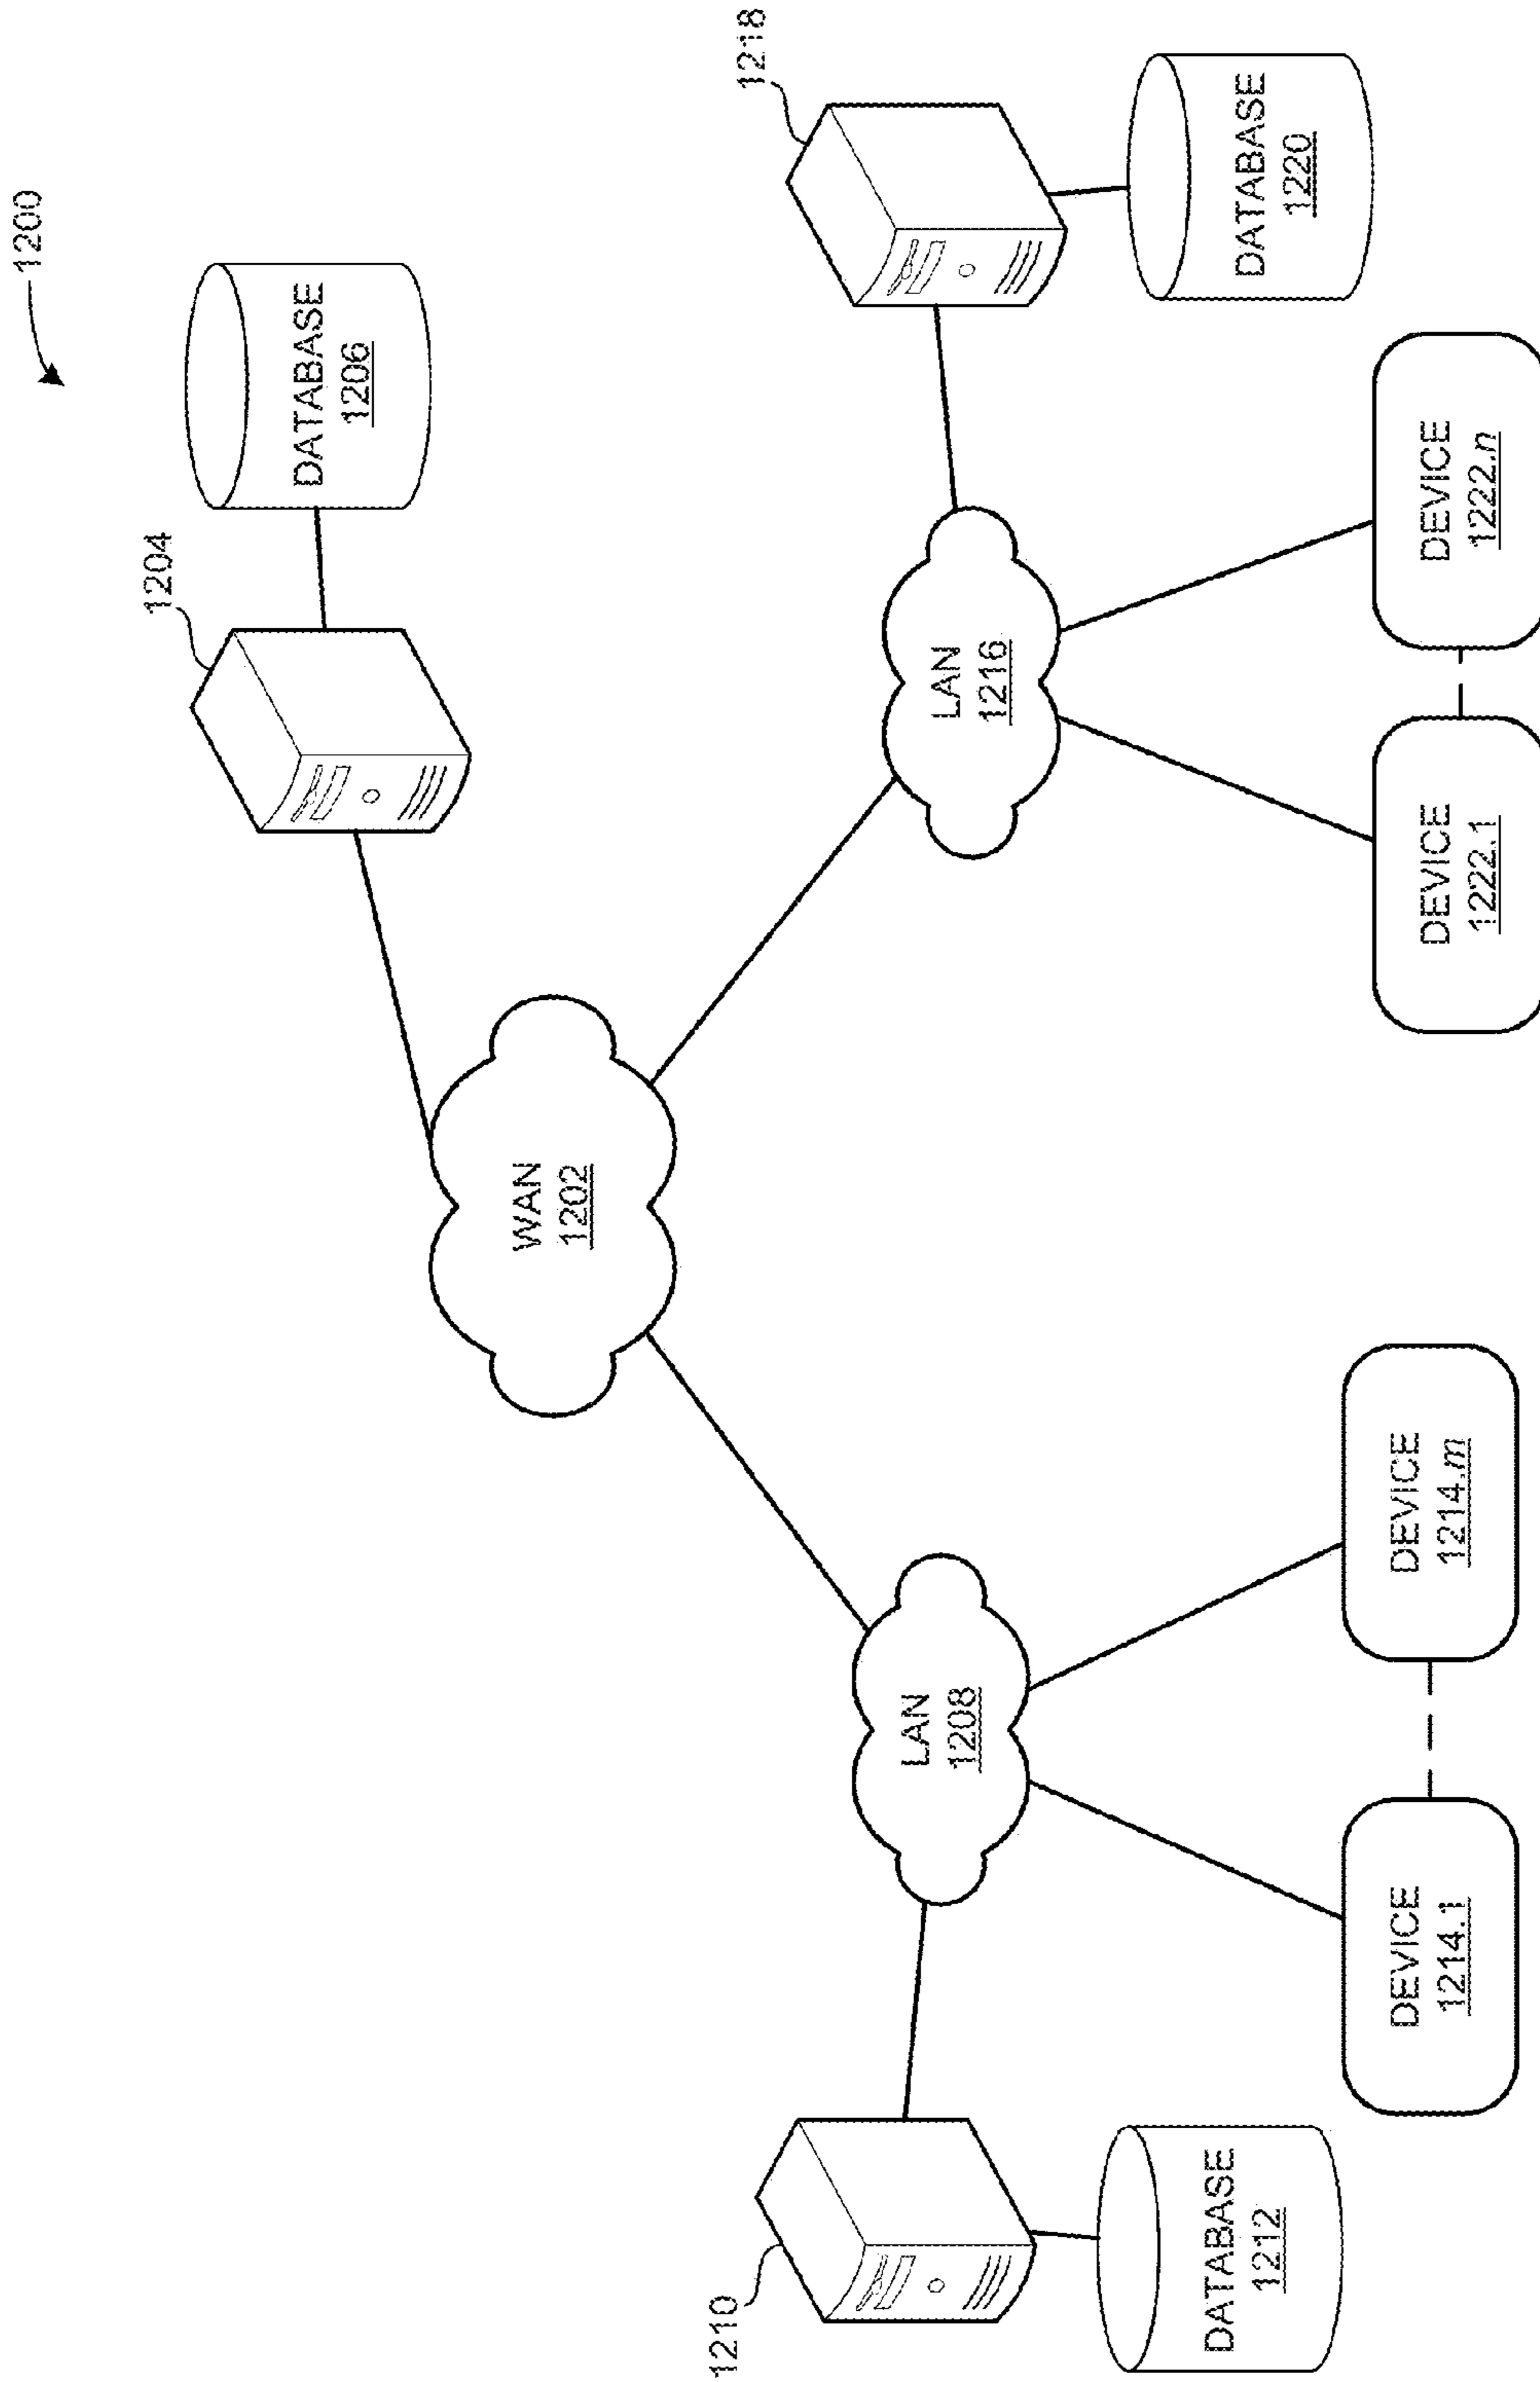 1200
1204
DATABASE
1206
WAN
1202
1210
LAN
1208
LAN
1216
1218
DATABASE
1212
DATABASE
1220
DEVICE
1214.1
DEVICE
1214.m
DEVICE
1222.1
DEVICE
1222.n